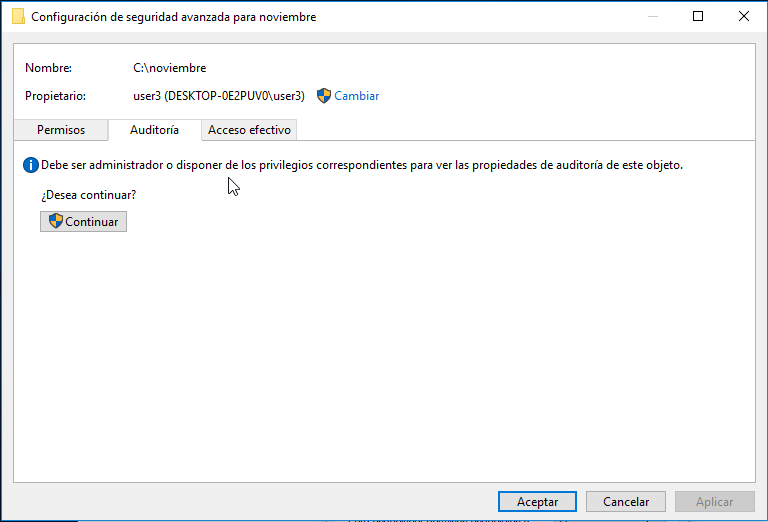 Configuración de seguridad avanzada para noviembre
Nombre: C:\noviembre
Propietario: user3 (DESKTOP-0E2PUV0\user3) Cambiar
Permisos Auditoría Acceso efectivo
Debe ser administrador o disponer de los privilegios correspondientes para ver las propiedades de auditoría de este objeto.
¿Desea continuar?
Continuar
Aceptar Cancelar Aplicar